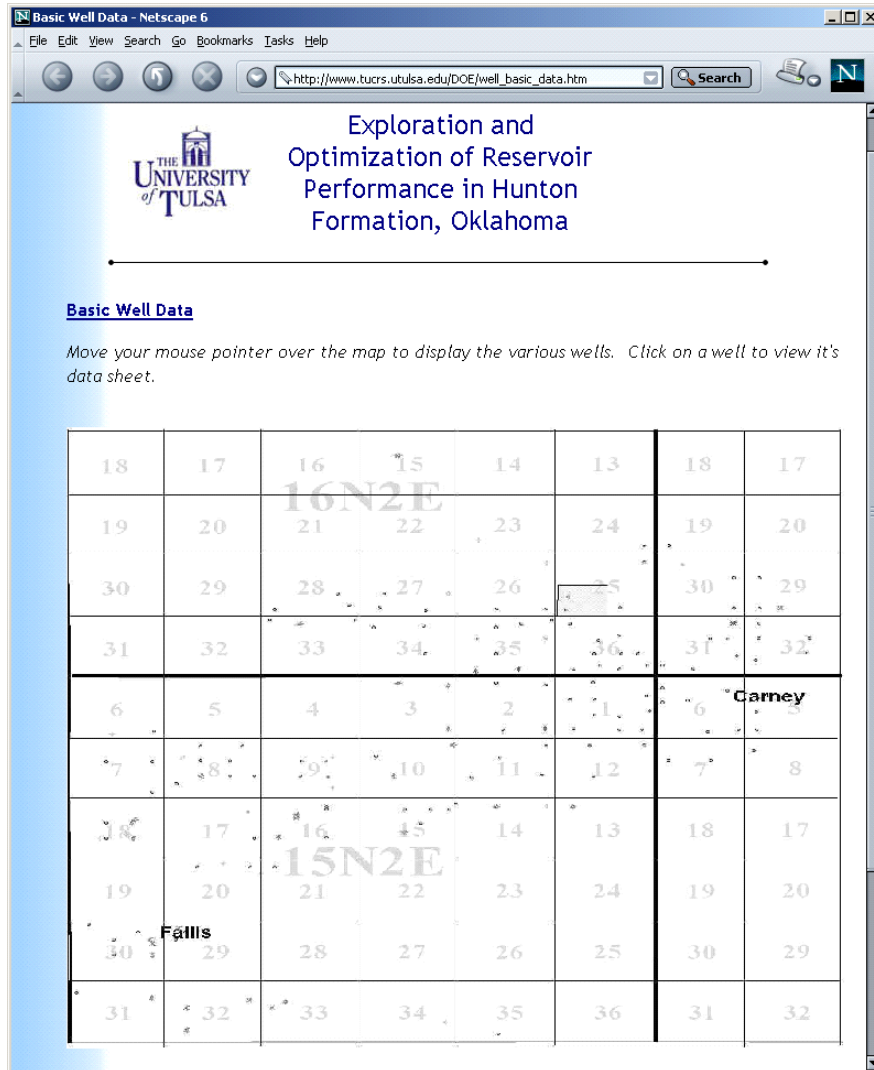 Basic Well Data - Netscape 6
File Edit View Search Go Bookmarks Tasks Help
http://www.tucrs.utulsa.edu/DOE/well_basic_data.htm Search N
THE
UNIVERSITY
of TULSA
Exploration and
Optimization of Reservoir
Performance in Hunton
Formation, Oklahoma
Basic Well Data
Move your mouse pointer over the map to display the various wells. Click on a well to view it's
data sheet.
18 17 16 15 14 13 18 17
16N2E
19 20 21 22 23 24 19 20
30 29 28 27 26 25 30 29
31 32 33 34 35 36 31 32
Carney
6 5 4 3 2 1 6 5
7 8 9 10 11 12 7 8
18 17 16 15 14 13 18 17
15N2E
19 20 21 22 23 24 19 20
Fallis
30 29 28 27 26 25 30 29
31 32 33 34 35 36 31 32